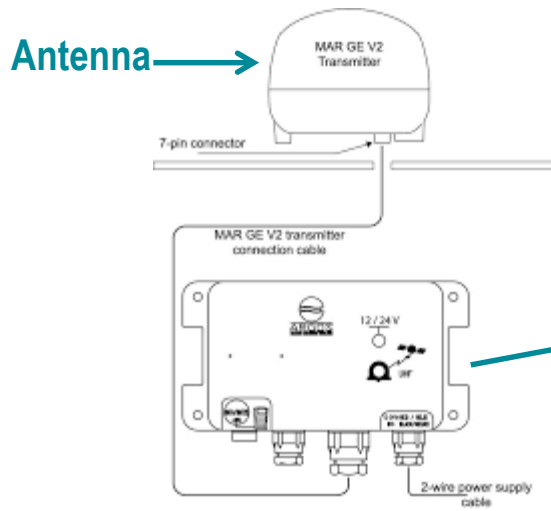 Antenna
MAR GE V2
Transmitter
7-pin connector
MAR GE V2 transmitter
connection cable
ARGOS
12 / 24 V
2-wire power supply
cable